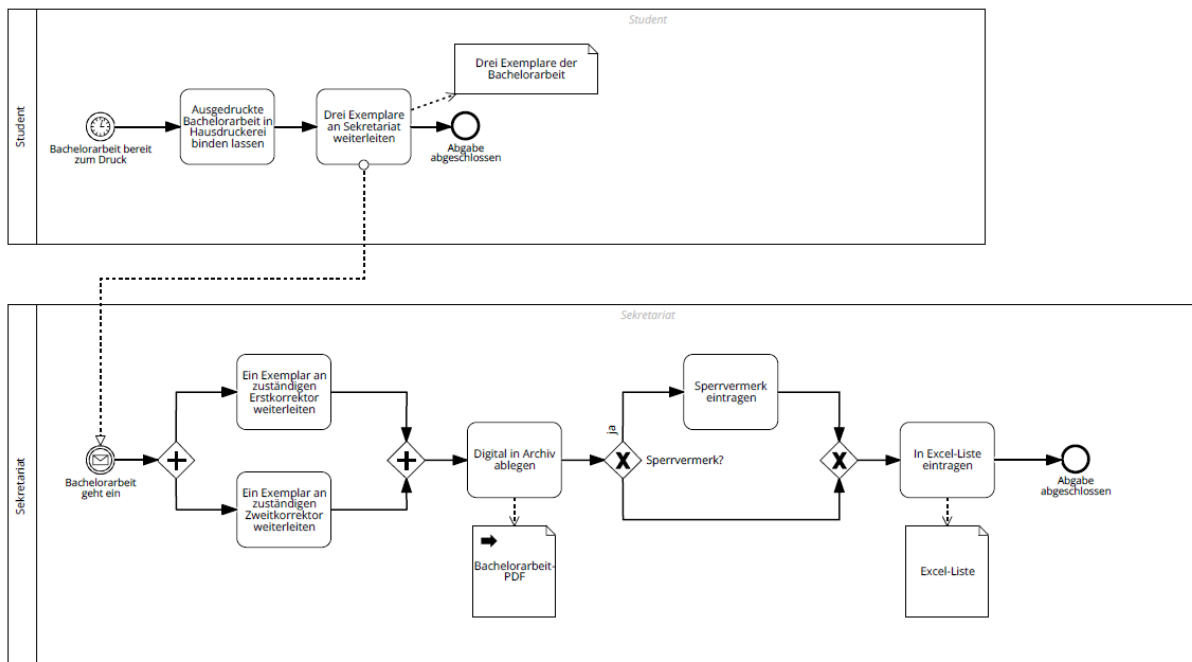 Student
Student
Drei Exemplare der
Bachelorarbeit
Ausgedruckte
Bachelorarbeit in
Hausdruckerei
binden lassen
Drei Exemplare
an Sekretariat
weiterleiten
Bachelorarbeit bereit
zum Druck
Abgabe
abgeschlossen
Sekretariat
Sekretariat
Ein Exemplar an
zuständigen
Erstkorrektor
weiterleiten
Sperrvermerk
eintragen
ja
Bachelorarbeit
geht ein
Digital in Archiv
ablegen
Sperrvermerk?
In Excel-Liste
eintragen
Abgabe
abgeschlossen
Ein Exemplar an
zuständigen
Zweitkorrektor
weiterleiten
Bachelorarbeit-
PDF
Excel-Liste